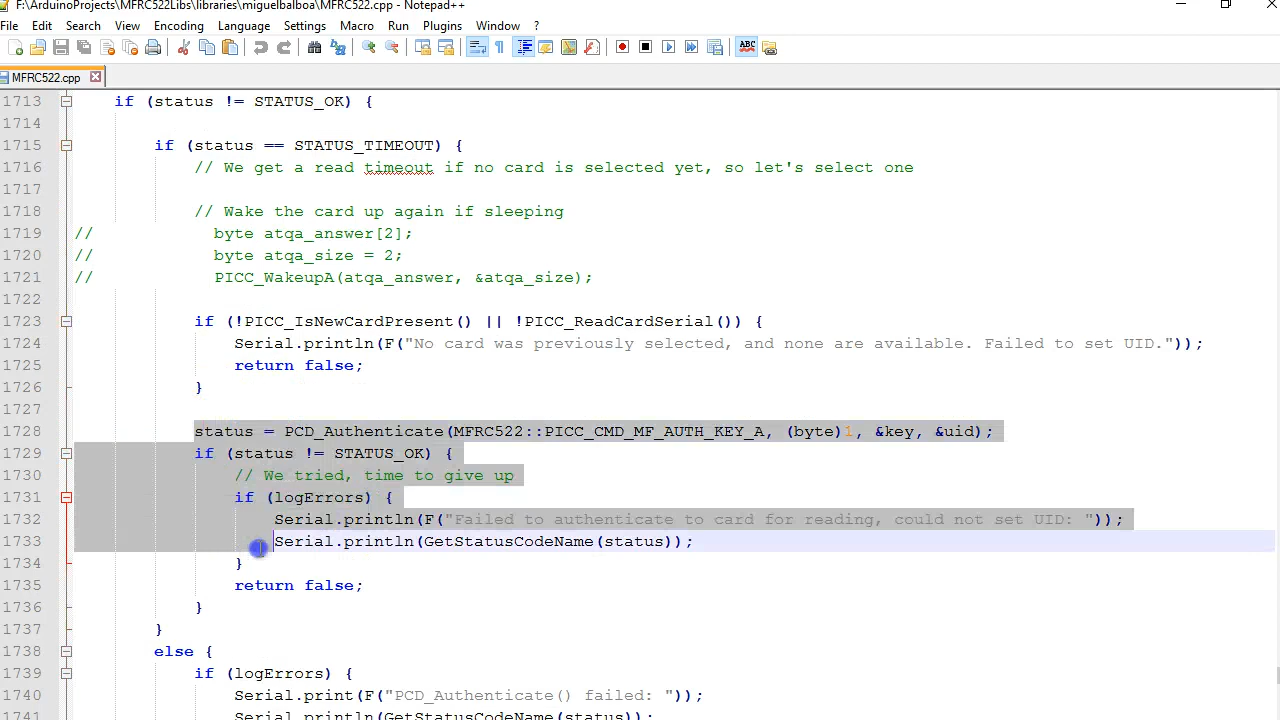 F:\ArduinoProjects\MFRC522Libs\libraries\miguelbalboa\MFRC522.cpp - Notepad++
File Edit Search View Encoding Language Settings Macro Run Plugins Window ?
MFRC522.cpp
1713 if (status != STATUS_OK) {
1714
1715 if (status == STATUS_TIMEOUT) {
1716 // We get a read timeout if no card is selected yet, so let's select one
1717
1718 // Wake the card up again if sleeping
1719 // byte atqa_answer[2];
1720 // byte atqa_size = 2;
1721 // PICC_WakeupA(atqa_answer, &atqa_size);
1722
1723 if (!PICC_IsNewCardPresent() || !PICC_ReadCardSerial()) {
1724 Serial.println(F("No card was previously selected, and none are available. Failed to set UID."));
1725 return false;
1726 }
1727
1728 status = PCD_Authenticate(MFRC522::PICC_CMD_MF_AUTH_KEY_A, (byte)1, &key, &uid);
1729 if (status != STATUS_OK) {
1730 // We tried, time to give up
1731 if (logErrors) {
1732 Serial.println(F("Failed to authenticate to card for reading, could not set UID: "));
1733 Serial.println(GetStatusCodeName(status));
1734 }
1735 return false;
1736 }
1737 }
1738 else {
1739 if (logErrors) {
1740 Serial.print(F("PCD_Authenticate() failed: "));
1741 Serial.println(GetStatusCodeName(status));